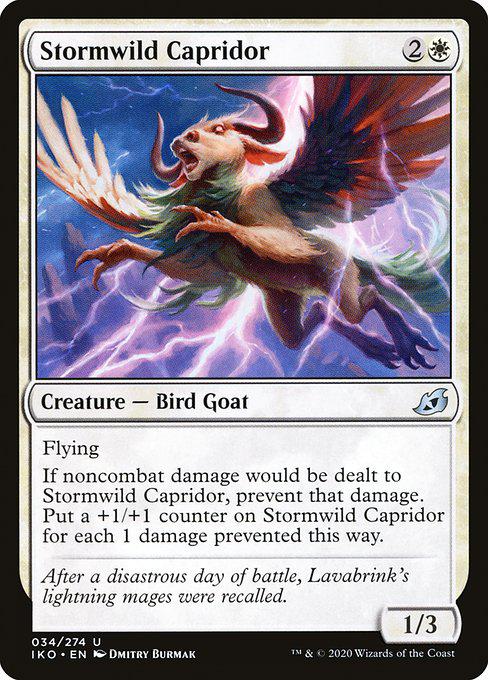 Stormwild Capridor 2
Creature — Bird Goat
Flying
If noncombat damage would be dealt to
Stormwild Capridor, prevent that damage.
Put a +1/+1 counter on Stormwild Capridor
for each 1 damage prevented this way.
After a disastrous day of battle, Lavabrink's
lightning mages were recalled.
1/3
034/274 U
IKO • EN Dmitry Burmak
™ & © 2020 Wizards of the Coast